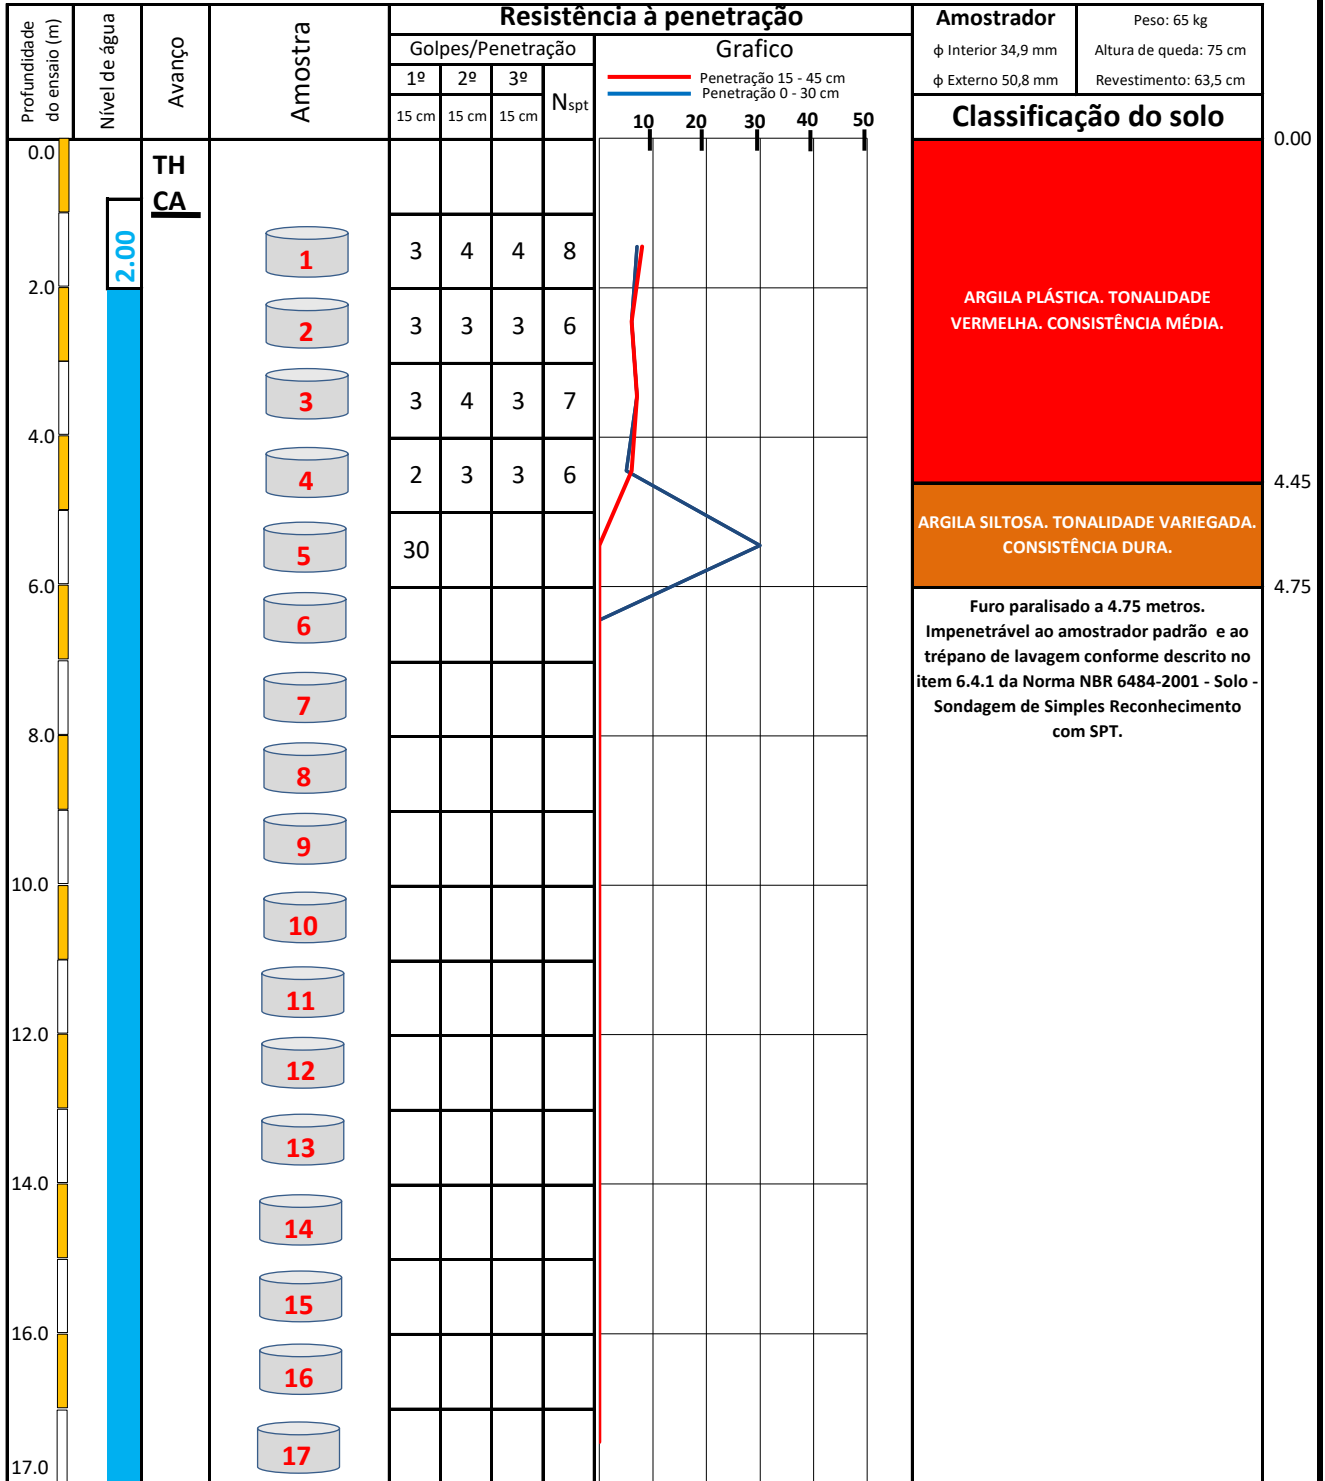 Profundidade
do ensaio (m)
Nível de água
Avanço
Amostra
Resistência à penetração
Golpes/Penetração
1º 2º 3º
15 cm 15 cm 15 cm
Nspt
Grafico
Penetração 15 - 45 cm
Penetração 0 - 30 cm
10 20 30 40 50
Amostrador
ϕ Interior 34,9 mm
ϕ Externo 50,8 mm
Peso: 65 kg
Altura de queda: 75 cm
Revestimento: 63,5 cm
Classificação do solo
0.0
TH
CA
0.00
2.00
1 3 4 4 8
2.0
2 3 3 3 6
ARGILA PLÁSTICA. TONALIDADE
VERMELHA. CONSISTÊNCIA MÉDIA.
3 3 4 3 7
4.0
4 2 3 3 6
4.45
5 30
ARGILA SILTOSA. TONALIDADE VARIEGADA.
CONSISTÊNCIA DURA.
6.0
4.75
6
Furo paralisado a 4.75 metros.
Impenetrável ao amostrador padrão e ao
trépano de lavagem conforme descrito no
item 6.4.1 da Norma NBR 6484-2001 - Solo -
Sondagem de Simples Reconhecimento
com SPT.
7
8.0
8
9
10.0
10
11
12.0
12
13
14.0
14
15
16.0
16
17
17.0